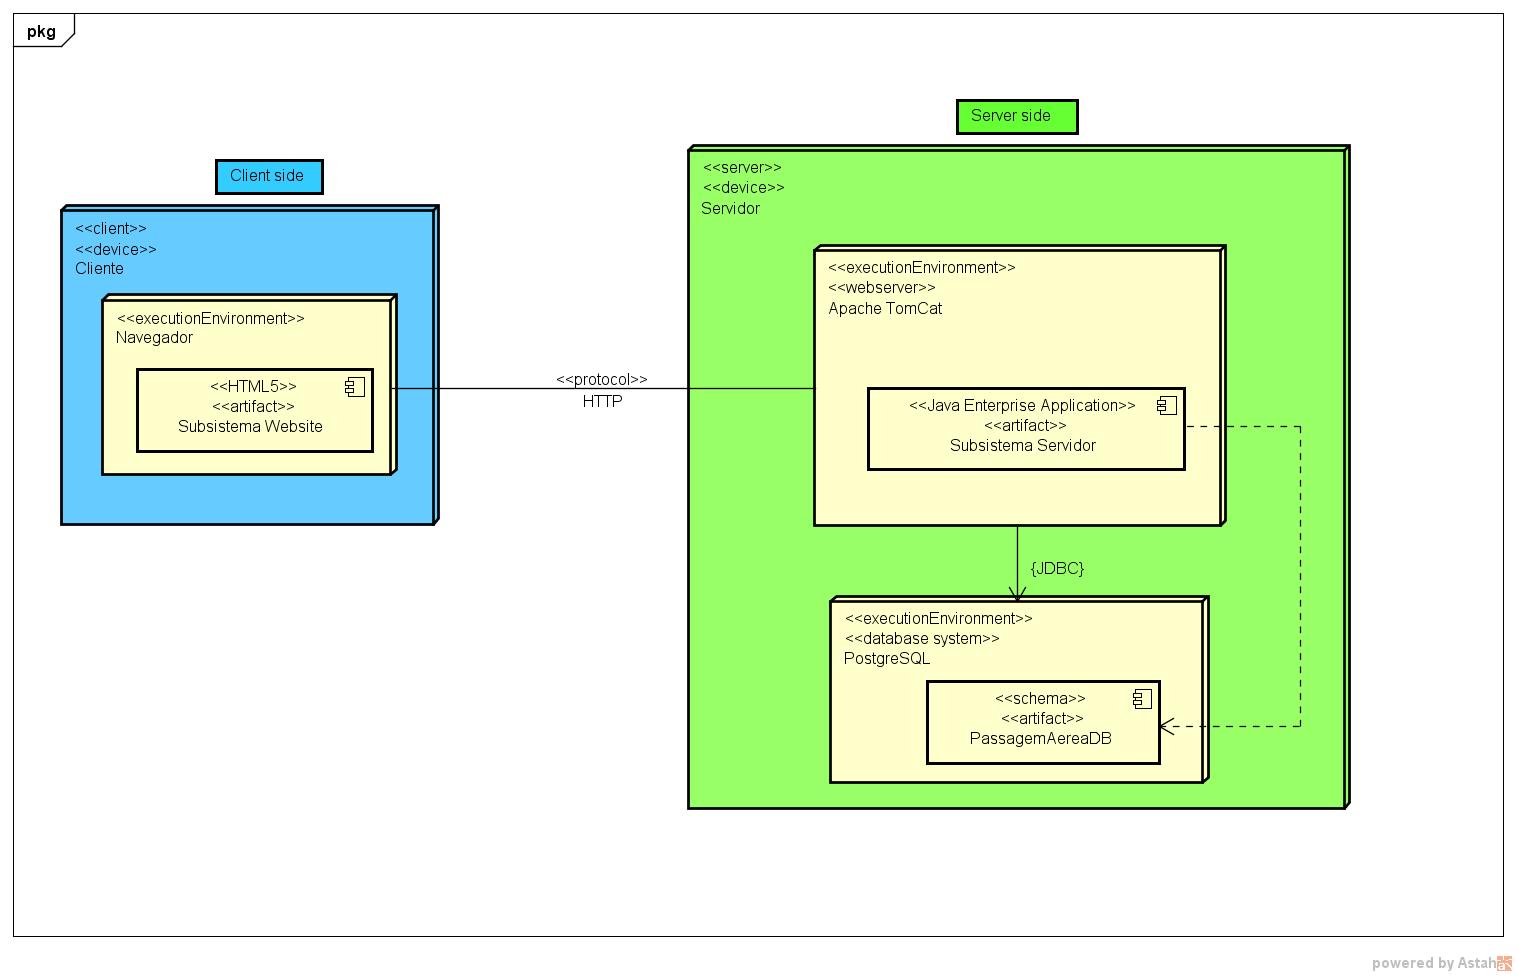 pkg
Client side
<<client>>
<<device>>
Cliente
<<executionEnvironment>>
Navegador
<<HTML5>>
<<artifact>>
Subsistema Website
<<protocol>>
HTTP
Server side
<<server>>
<<device>>
Servidor
<<executionEnvironment>>
<<webserver>>
Apache TomCat
<<Java Enterprise Application>>
<<artifact>>
Subsistema Servidor
{JDBC}
<<executionEnvironment>>
<<database system>>
PostgreSQL
<<schema>>
<<artifact>>
PassagemAereaDB
powered by Astah